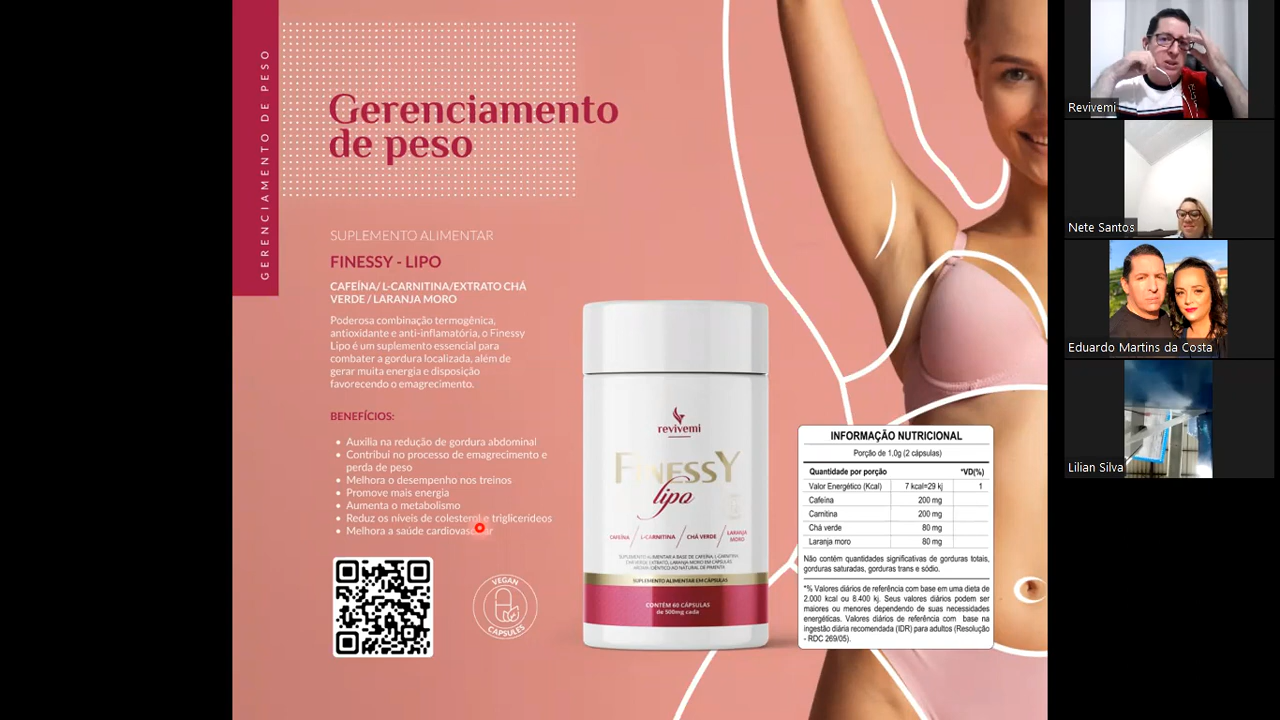 GERENCIAMENTO DE PESO
Gerenciamento
de peso
SUPLEMENTO ALIMENTAR
FINESSY - LIPO
CAFEÍNA/ L-CARNITINA/EXTRATO CHÁ
VERDE / LARANJA MORO
Poderosa combinação termogênica,
antioxidante e anti-inflamatória, o Finessy
Lipo é um suplemento essencial para
combater a gordura localizada, além de
gerar muita energia e disposição
favorecendo o emagrecimento.
BENEFÍCIOS:
• Auxilia na redução de gordura abdominal
• Contribui no processo de emagrecimento e
perda de peso
• Melhora o desempenho nos treinos
• Promove mais energia
• Aumenta o metabolismo
• Reduz os níveis de colesterol e triglicerídeos
• Melhora a saúde cardiovascular
VEGAN
CAPSULES
revivemi
FINESSY
lipo
CAFEÍNA / L-CARNITINA / CHÁ VERDE / LARANJA
MORO
SUPLEMENTO ALIMENTAR A BASE DE CAFEÍNA, L-CARNITINA,
SUPLEMENTO ALIMENTAR EM CÁPSULAS
CONTÉM 60 CÁPSULAS
de 500mg cada
INFORMAÇÃO NUTRICIONAL
Porção de 1,0g (2 cápsulas)
Quantidade por porção *VD(%)
Valor Energético (Kcal) 7 kcal=29 kj 1
Cafeína 200 mg
Carnitina 200 mg
Chá verde 80 mg
Laranja moro 80 mg
Não contém quantidades significativas de gorduras totais,
gorduras saturadas, gorduras trans e sódio.
*% Valores diários de referência com base em uma dieta de
2.000 kcal ou 8.400 kj. Seus valores diários podem ser
maiores ou menores dependendo de suas necessidades
energéticas. Valores diários de referência com base na
ingestão diária recomendada (IDR) para adultos (Resolução
- RDC 269/05).
Revivemi
Nete Santos
Eduardo Martins da Costa
Lilian Silva